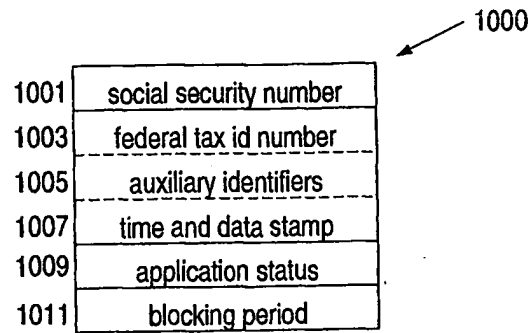 1000
1001 social security number
1003 federal tax id number
1005 auxiliary identifiers
1007 time and data stamp
1009 application status
1011 blocking period